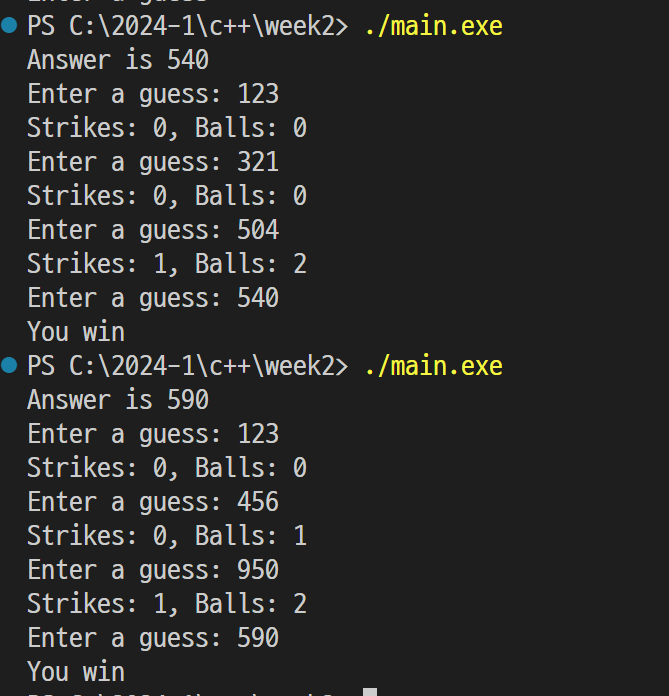 PS C:\2024-1\c++\week2> ./main.exe
Answer is 540
Enter a guess: 123
Strikes: 0, Balls: 0
Enter a guess: 321
Strikes: 0, Balls: 0
Enter a guess: 504
Strikes: 1, Balls: 2
Enter a guess: 540
You win
PS C:\2024-1\c++\week2> ./main.exe
Answer is 590
Enter a guess: 123
Strikes: 0, Balls: 0
Enter a guess: 456
Strikes: 0, Balls: 1
Enter a guess: 950
Strikes: 1, Balls: 2
Enter a guess: 590
You win